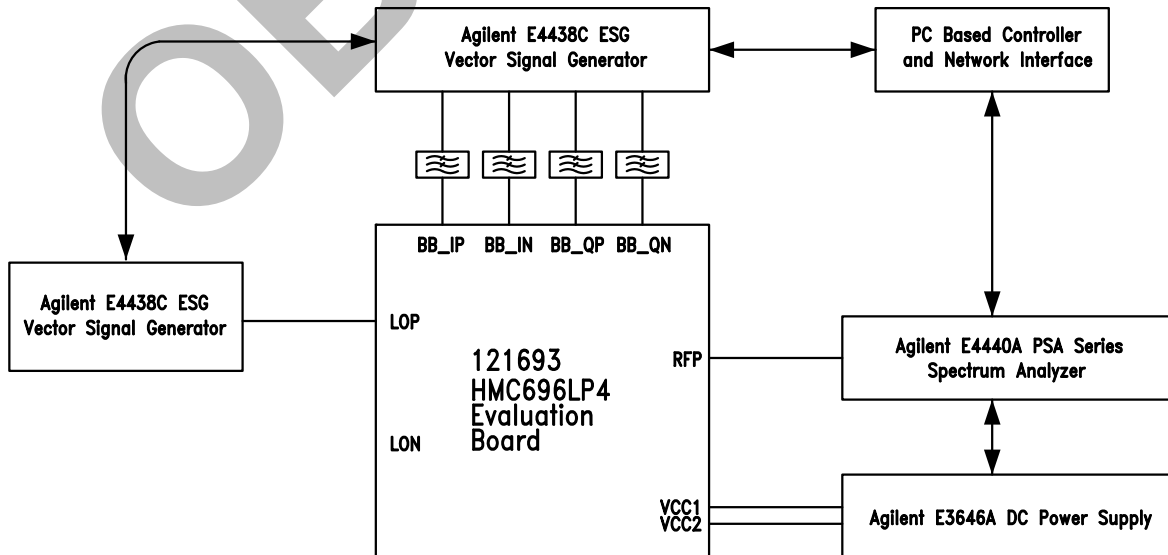 Agilent E4438C ESG
Vector Signal Generator
PC Based Controller
and Network Interface
BB_IP BB_IN BB_QP BB_QN
Agilent E4438C ESG
Vector Signal Generator
LOP
RFP
Agilent E4440A PSA Series
Spectrum Analyzer
121693
HMC696LP4
Evaluation
Board
LON
VCC1
VCC2
Agilent E3646A DC Power Supply